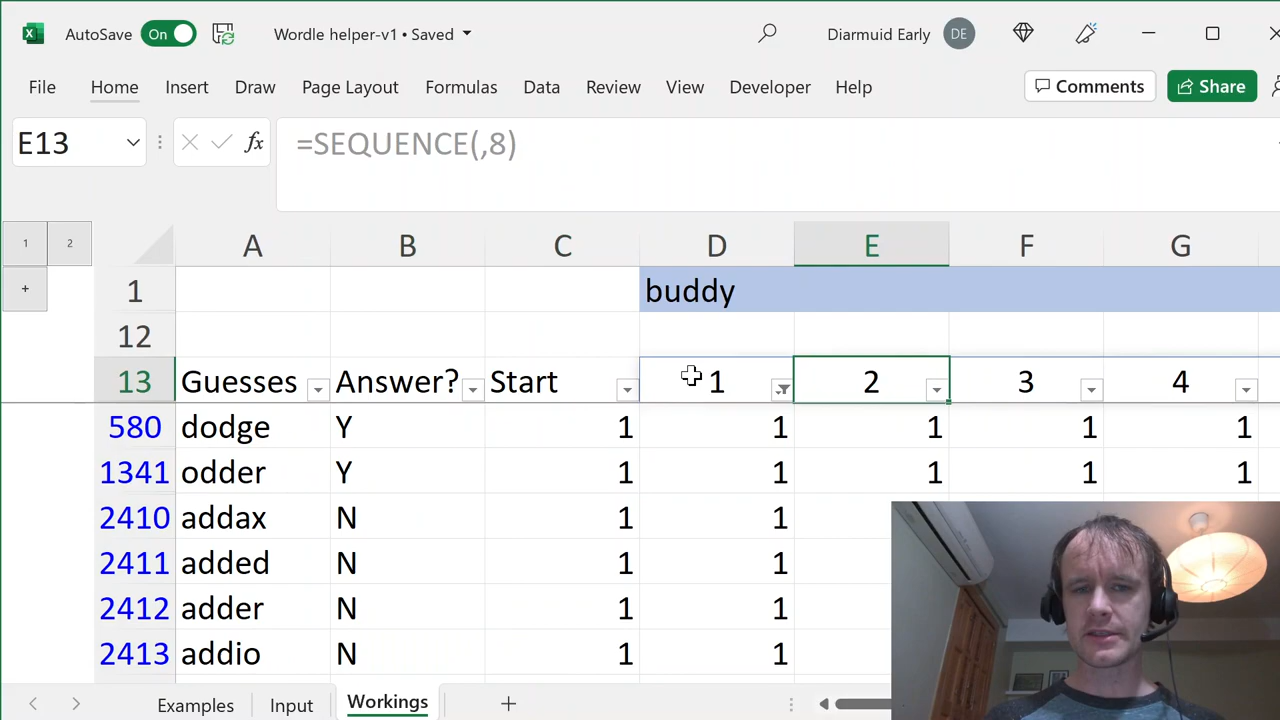 AutoSave On Wordle helper-v1 • Saved Diarmuid Early DE
File Home Insert Draw Page Layout Formulas Data Review View Developer Help Comments Share
E13 fx =SEQUENCE(,8)
1 2 A B C D E F G
+ 1 buddy
12
13 Guesses Answer? Start 1 2 3 4
580 dodge Y 1 1 1 1 1
1341 odder Y 1 1 1 1 1
2410 addax N 1 1
2411 added N 1 1
2412 adder N 1 1
2413 addio N 1 1
Examples Input Workings